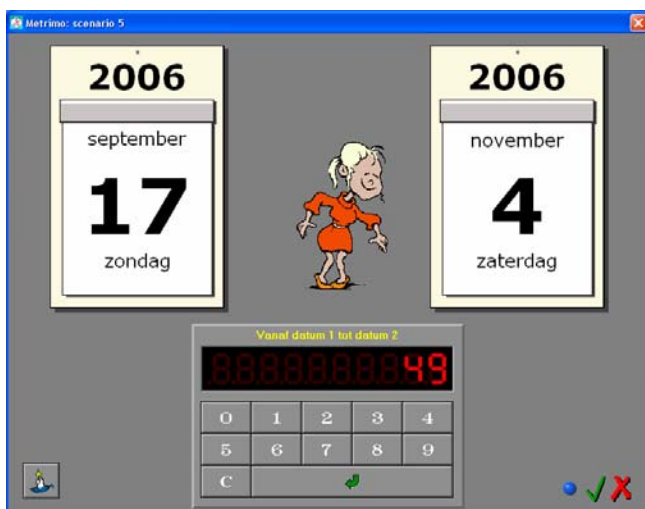 Metrimo: scenario 5
2006
september
17
zondag
2006
november
4
zaterdag
Vanaf datum 1 tot datum 2
49
0 1 2 3 4
5 6 7 8 9
C